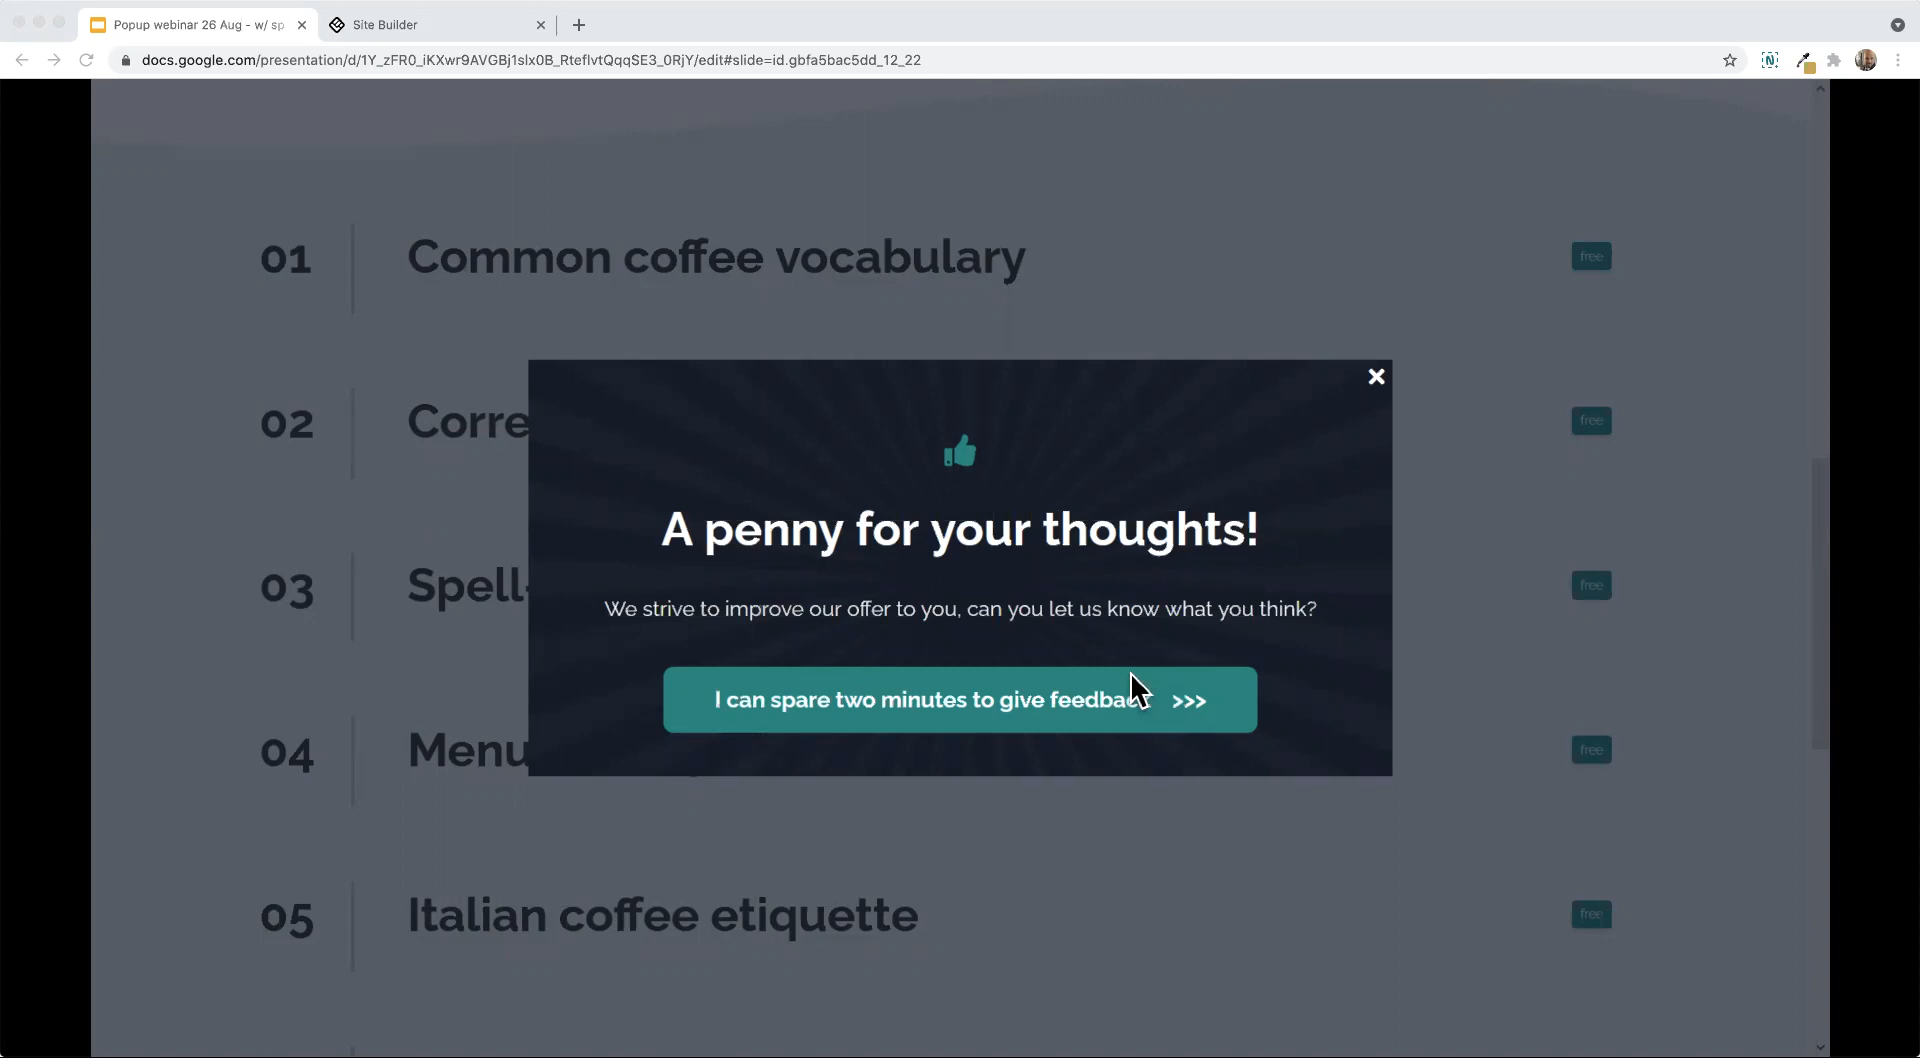 Popup webinar 26 Aug - w/ sp
Site Builder
docs.google.com/presentation/d/1Y_zFR0_iKXwr9AVGBj1slx0B_RteflvtQqqSE3_0RjY/edit#slide=id.gbfa5bac5dd_12_22
01 Common coffee vocabulary free
02 Corre free
A penny for your thoughts!
03 Spell- free
We strive to improve our offer to you, can you let us know what you think?
I can spare two minutes to give feedbac >>>
04 Menu free
05 Italian coffee etiquette free